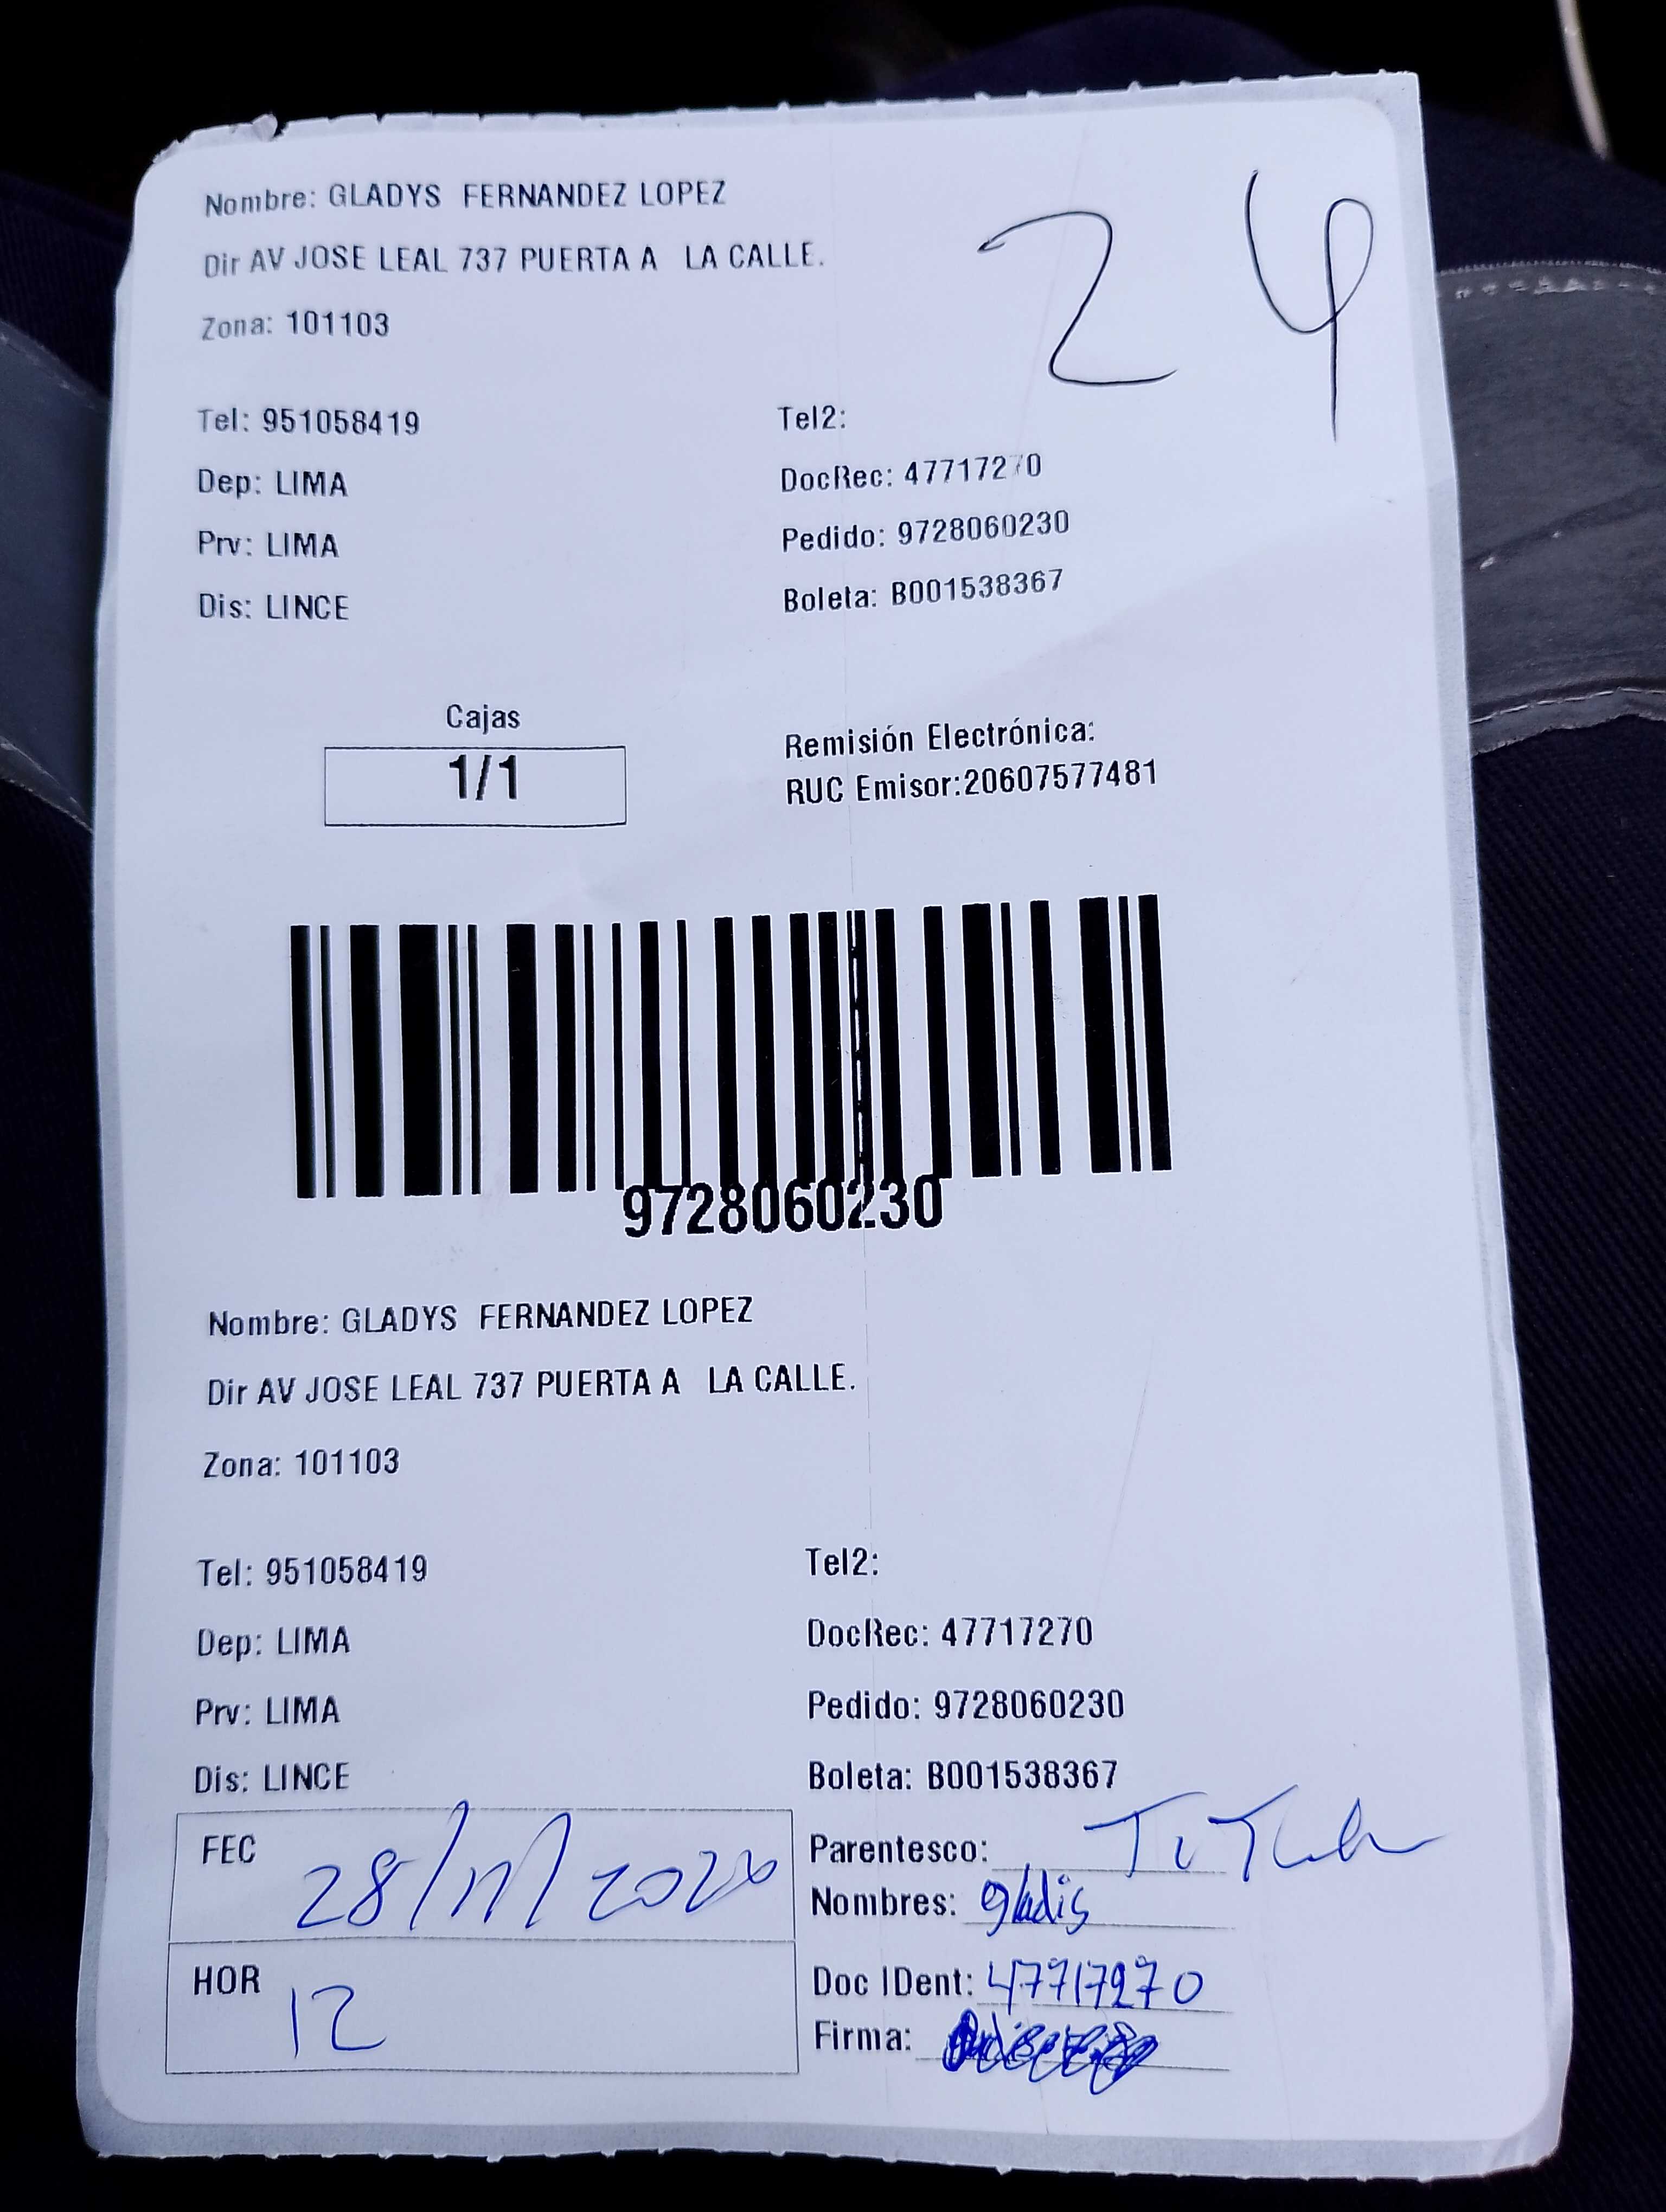 Nombre: GLADYS FERNANDEZ LOPEZ
24
Dir AV JOSE LEAL 737 PUERTA A LA CALLE.
Zona: 101103
Tel: 951058419 Tel2:
Dep: LIMA DocRec: 47717270
Prv: LIMA Pedido: 9728060230
Dis: LINCE Boleta: B001538367
Cajas
1/1
Remisión Electrónica:
RUC Emisor:20607577481
9728060230
Nombre: GLADYS FERNANDEZ LOPEZ
Dir AV JOSE LEAL 737 PUERTA A LA CALLE.
Zona: 101103
Tel: 951058419 Tel2:
Dep: LIMA DocRec: 47717270
Prv: LIMA Pedido: 9728060230
Dis: LINCE Boleta: B001538367
FEC 28/11/
Parentesco:
Nombres: gladis
HOR 12
Doc IDent: 47717270
Firma: